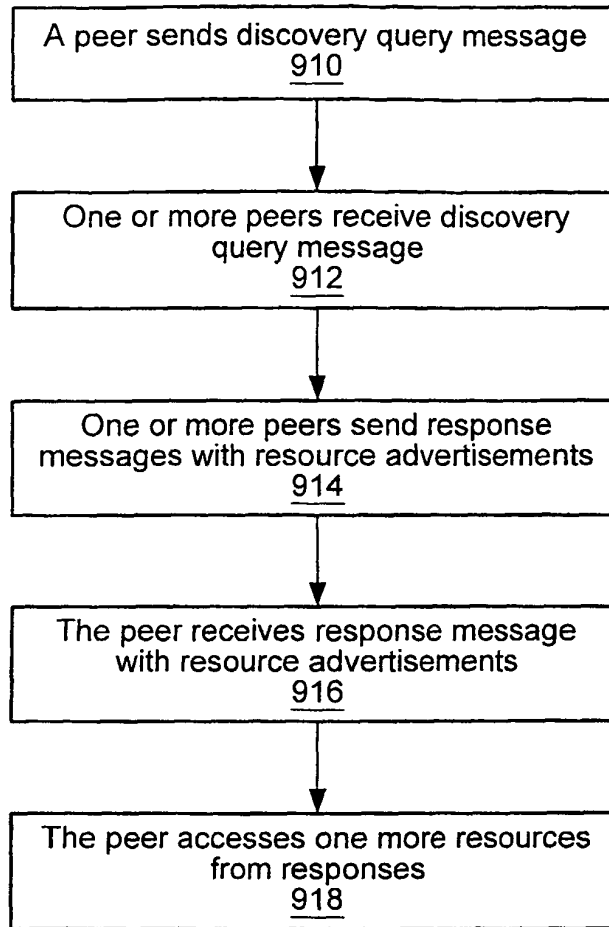 A peer sends discovery query message
910
One or more peers receive discovery
query message
912
One or more peers send response
messages with resource advertisements
914
The peer receives response message
with resource advertisements
916
The peer accesses one more resources
from responses
918